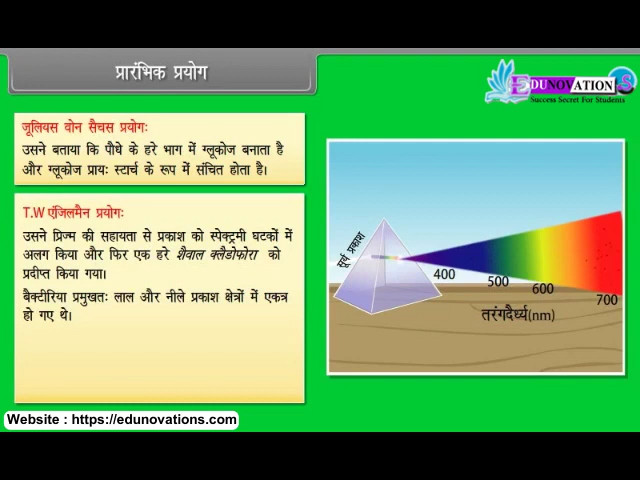 प्रारंभिक प्रयोग
EDUNOVATIONS
Success Secret For Students
जूलियस वोन सैचस प्रयोगः
उसने बताया कि पौधे के हरे भाग में ग्लूकोज बनाता है
और ग्लूकोज प्रायः स्टार्च के रूप में संचित होता है।
T.W एंजिलमैन प्रयोगः
उसने प्रिज्म की सहायता से प्रकाश को स्पेक्ट्रमी घटकों में
अलग किया और फिर एक हरे शैवाल क्लैडोफोरा को
प्रदीप्त किया गया।
बैक्टीरिया प्रमुखतः लाल और नीले प्रकाश क्षेत्रों में एकत्र
हो गए थे।
सूर्य प्रकाश
400
500
600
700
तरंगदैर्ध्य(nm)
Website : https://edunovations.com